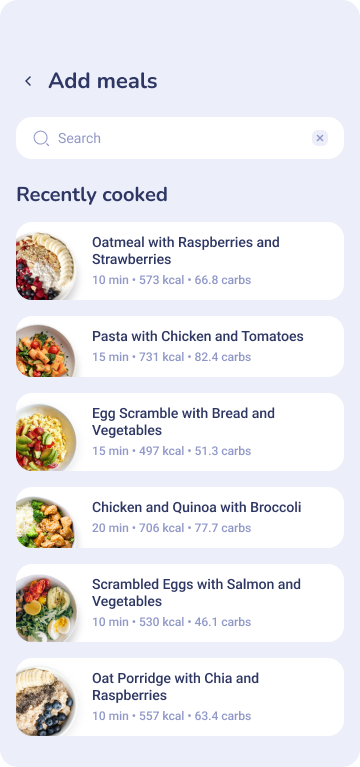 Add meals
Search
Recently cooked
Oatmeal with Raspberries and
Strawberries
10 min • 573 kcal • 66.8 carbs
Pasta with Chicken and Tomatoes
15 min • 731 kcal • 82.4 carbs
Egg Scramble with Bread and
Vegetables
15 min • 497 kcal • 51.3 carbs
Chicken and Quinoa with Broccoli
20 min • 706 kcal • 77.7 carbs
Scrambled Eggs with Salmon and
Vegetables
10 min • 530 kcal • 46.1 carbs
Oat Porridge with Chia and
Raspberries
10 min • 557 kcal • 63.4 carbs